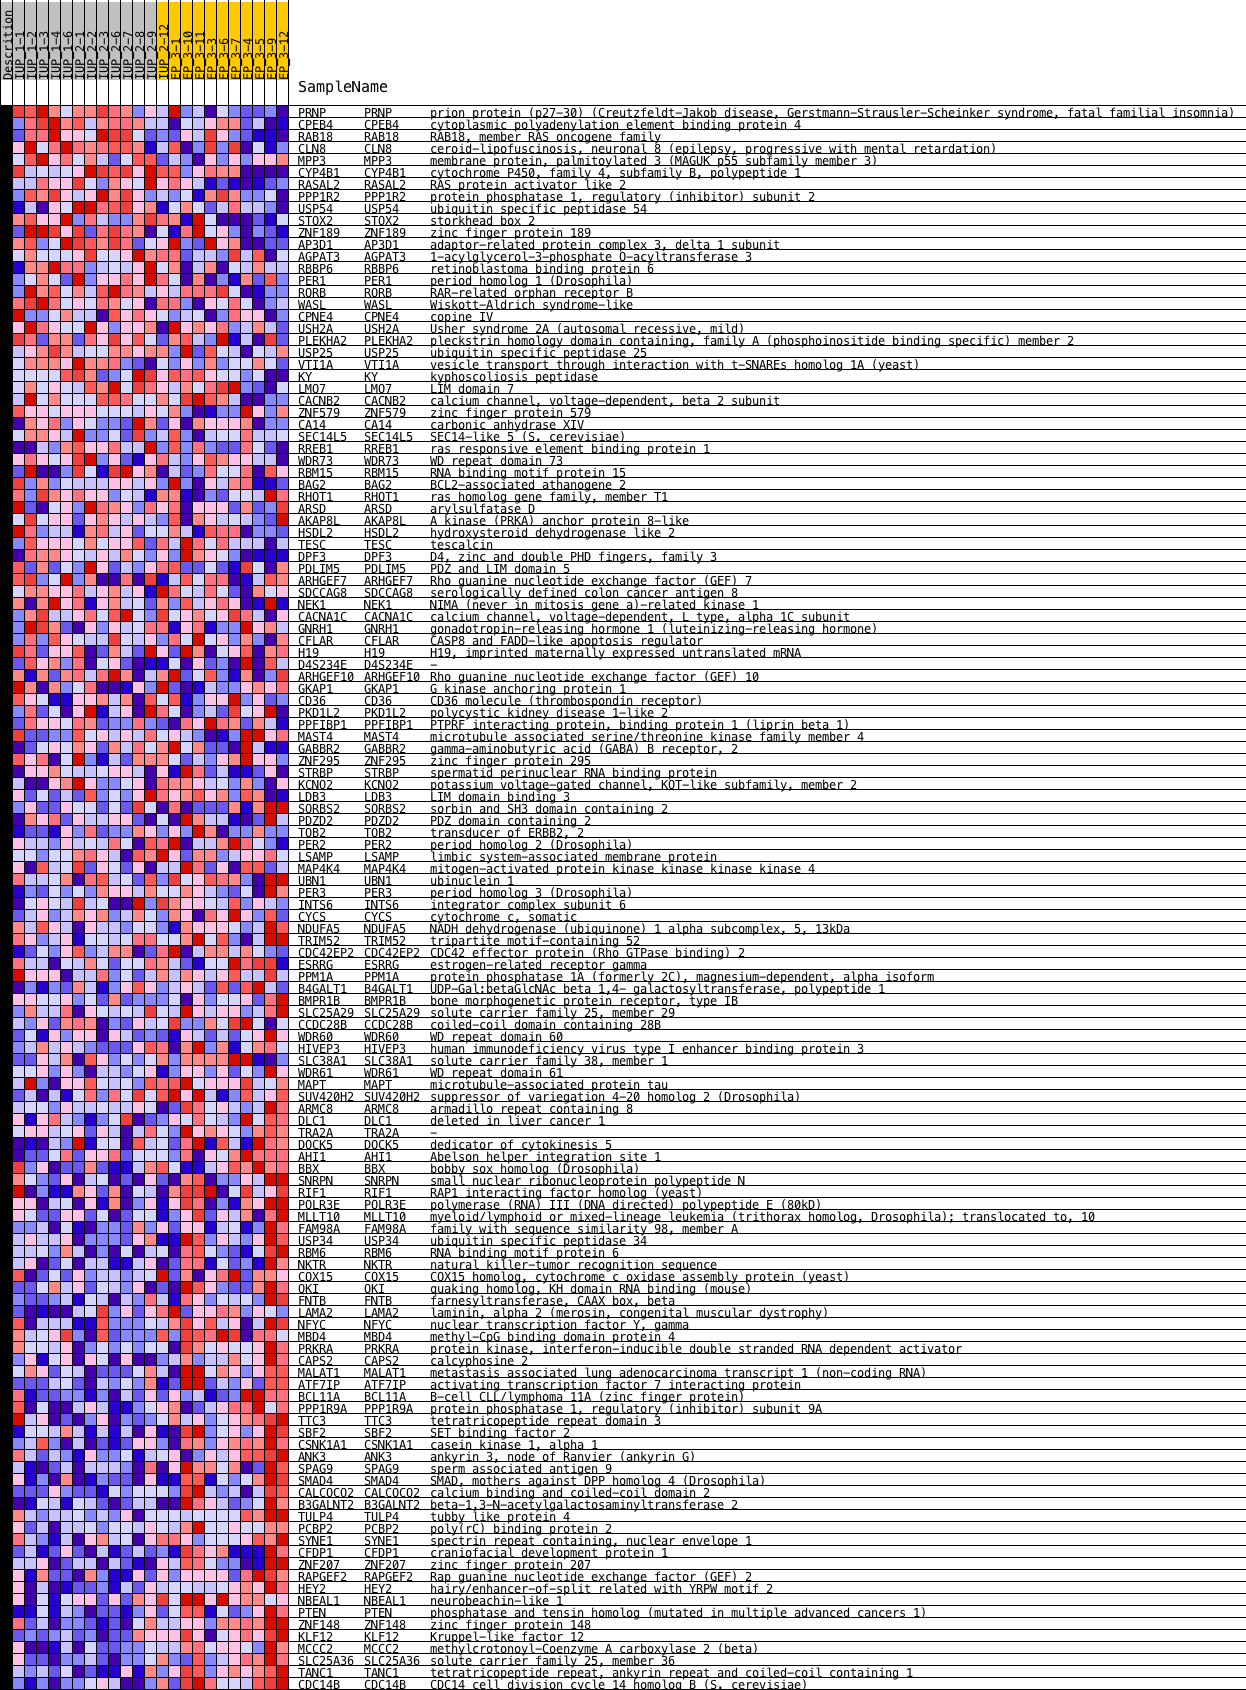 Descrition IUP_1-1 IUP_1-2 IUP_1-3 IUP_1-4 IUP_1-6 IUP_2-1 IUP_2-2 IUP_2-3 IUP_2-6 IUP_2-7 IUP_2-8 IUP_2-9 IUP_2-12 EP_3-1 EP_3-10 EP_3-11 EP_3-3 EP_3-6 EP_3-7 EP_3-4 EP_3-5 EP_3-9 EP_3-12
SampleName
PRNP PRNP prion protein (p27-30) (Creutzfeldt-Jakob disease, Gerstmann-Strausler-Scheinker syndrome, fatal familial insomnia)
CPEB4 CPEB4 cytoplasmic polyadenylation element binding protein 4
RAB18 RAB18 RAB18, member RAS oncogene family
CLN8 CLN8 ceroid-lipofuscinosis, neuronal 8 (epilepsy, progressive with mental retardation)
MPP3 MPP3 membrane protein, palmitoylated 3 (MAGUK p55 subfamily member 3)
CYP4B1 CYP4B1 cytochrome P450, family 4, subfamily B, polypeptide 1
RASAL2 RASAL2 RAS protein activator like 2
PPP1R2 PPP1R2 protein phosphatase 1, regulatory (inhibitor) subunit 2
USP54 USP54 ubiquitin specific peptidase 54
STOX2 STOX2 storkhead box 2
ZNF189 ZNF189 zinc finger protein 189
AP3D1 AP3D1 adaptor-related protein complex 3, delta 1 subunit
AGPAT3 AGPAT3 1-acylglycerol-3-phosphate O-acyltransferase 3
RBBP6 RBBP6 retinoblastoma binding protein 6
PER1 PER1 period homolog 1 (Drosophila)
RORB RORB RAR-related orphan receptor B
WASL WASL Wiskott-Aldrich syndrome-like
CPNE4 CPNE4 copine IV
USH2A USH2A Usher syndrome 2A (autosomal recessive, mild)
PLEKHA2 PLEKHA2 pleckstrin homology domain containing, family A (phosphoinositide binding specific) member 2
USP25 USP25 ubiquitin specific peptidase 25
VTI1A VTI1A vesicle transport through interaction with t-SNAREs homolog 1A (yeast)
KY KY kyphoscoliosis peptidase
LMO7 LMO7 LIM domain 7
CACNB2 CACNB2 calcium channel, voltage-dependent, beta 2 subunit
ZNF579 ZNF579 zinc finger protein 579
CA14 CA14 carbonic anhydrase XIV
SEC14L5 SEC14L5 SEC14-like 5 (S. cerevisiae)
RREB1 RREB1 ras responsive element binding protein 1
WDR73 WDR73 WD repeat domain 73
RBM15 RBM15 RNA binding motif protein 15
BAG2 BAG2 BCL2-associated athanogene 2
RHOT1 RHOT1 ras homolog gene family, member T1
ARSD ARSD arylsulfatase D
AKAP8L AKAP8L A kinase (PRKA) anchor protein 8-like
HSDL2 HSDL2 hydroxysteroid dehydrogenase like 2
TESC TESC tescalcin
DPF3 DPF3 D4, zinc and double PHD fingers, family 3
PDLIM5 PDLIM5 PDZ and LIM domain 5
ARHGEF7 ARHGEF7 Rho guanine nucleotide exchange factor (GEF) 7
SDCCAG8 SDCCAG8 serologically defined colon cancer antigen 8
NEK1 NEK1 NIMA (never in mitosis gene a)-related kinase 1
CACNA1C CACNA1C calcium channel, voltage-dependent, L type, alpha 1C subunit
GNRH1 GNRH1 gonadotropin-releasing hormone 1 (luteinizing-releasing hormone)
CFLAR CFLAR CASP8 and FADD-like apoptosis regulator
H19 H19 H19, imprinted maternally expressed untranslated mRNA
D4S234E D4S234E -
ARHGEF10 ARHGEF10 Rho guanine nucleotide exchange factor (GEF) 10
GKAP1 GKAP1 G kinase anchoring protein 1
CD36 CD36 CD36 molecule (thrombospondin receptor)
PKD1L2 PKD1L2 polycystic kidney disease 1-like 2
PPFIBP1 PPFIBP1 PTPRF interacting protein, binding protein 1 (liprin beta 1)
MAST4 MAST4 microtubule associated serine/threonine kinase family member 4
GABBR2 GABBR2 gamma-aminobutyric acid (GABA) B receptor, 2
ZNF295 ZNF295 zinc finger protein 295
STRBP STRBP spermatid perinuclear RNA binding protein
KCNQ2 KCNQ2 potassium voltage-gated channel, KQT-like subfamily, member 2
LDB3 LDB3 LIM domain binding 3
SORBS2 SORBS2 sorbin and SH3 domain containing 2
PDZD2 PDZD2 PDZ domain containing 2
TOB2 TOB2 transducer of ERBB2, 2
PER2 PER2 period homolog 2 (Drosophila)
LSAMP LSAMP limbic system-associated membrane protein
MAP4K4 MAP4K4 mitogen-activated protein kinase kinase kinase kinase 4
UBN1 UBN1 ubinuclein 1
PER3 PER3 period homolog 3 (Drosophila)
INTS6 INTS6 integrator complex subunit 6
CYCS CYCS cytochrome c, somatic
NDUFA5 NDUFA5 NADH dehydrogenase (ubiquinone) 1 alpha subcomplex, 5, 13kDa
TRIM52 TRIM52 tripartite motif-containing 52
CDC42EP2 CDC42EP2 CDC42 effector protein (Rho GTPase binding) 2
ESRRG ESRRG estrogen-related receptor gamma
PPM1A PPM1A protein phosphatase 1A (formerly 2C), magnesium-dependent, alpha isoform
B4GALT1 B4GALT1 UDP-Gal:betaGlcNAc beta 1,4- galactosyltransferase, polypeptide 1
BMPR1B BMPR1B bone morphogenetic protein receptor, type IB
SLC25A29 SLC25A29 solute carrier family 25, member 29
CCDC28B CCDC28B coiled-coil domain containing 28B
WDR60 WDR60 WD repeat domain 60
HIVEP3 HIVEP3 human immunodeficiency virus type I enhancer binding protein 3
SLC38A1 SLC38A1 solute carrier family 38, member 1
WDR61 WDR61 WD repeat domain 61
MAPT MAPT microtubule-associated protein tau
SUV420H2 SUV420H2 suppressor of variegation 4-20 homolog 2 (Drosophila)
ARMC8 ARMC8 armadillo repeat containing 8
DLC1 DLC1 deleted in liver cancer 1
TRA2A TRA2A -
DOCK5 DOCK5 dedicator of cytokinesis 5
AHI1 AHI1 Abelson helper integration site 1
BBX BBX bobby sox homolog (Drosophila)
SNRPN SNRPN small nuclear ribonucleoprotein polypeptide N
RIF1 RIF1 RAP1 interacting factor homolog (yeast)
POLR3E POLR3E polymerase (RNA) III (DNA directed) polypeptide E (80kD)
MLLT10 MLLT10 myeloid/lymphoid or mixed-lineage leukemia (trithorax homolog, Drosophila); translocated to, 10
FAM98A FAM98A family with sequence similarity 98, member A
USP34 USP34 ubiquitin specific peptidase 34
RBM6 RBM6 RNA binding motif protein 6
NKTR NKTR natural killer-tumor recognition sequence
COX15 COX15 COX15 homolog, cytochrome c oxidase assembly protein (yeast)
QKI QKI quaking homolog, KH domain RNA binding (mouse)
FNTB FNTB farnesyltransferase, CAAX box, beta
LAMA2 LAMA2 laminin, alpha 2 (merosin, congenital muscular dystrophy)
NFYC NFYC nuclear transcription factor Y, gamma
MBD4 MBD4 methyl-CpG binding domain protein 4
PRKRA PRKRA protein kinase, interferon-inducible double stranded RNA dependent activator
CAPS2 CAPS2 calcyphosine 2
MALAT1 MALAT1 metastasis associated lung adenocarcinoma transcript 1 (non-coding RNA)
ATF7IP ATF7IP activating transcription factor 7 interacting protein
BCL11A BCL11A B-cell CLL/lymphoma 11A (zinc finger protein)
PPP1R9A PPP1R9A protein phosphatase 1, regulatory (inhibitor) subunit 9A
TTC3 TTC3 tetratricopeptide repeat domain 3
SBF2 SBF2 SET binding factor 2
CSNK1A1 CSNK1A1 casein kinase 1, alpha 1
ANK3 ANK3 ankyrin 3, node of Ranvier (ankyrin G)
SPAG9 SPAG9 sperm associated antigen 9
SMAD4 SMAD4 SMAD, mothers against DPP homolog 4 (Drosophila)
CALCOCO2 CALCOCO2 calcium binding and coiled-coil domain 2
B3GALNT2 B3GALNT2 beta-1,3-N-acetylgalactosaminyltransferase 2
TULP4 TULP4 tubby like protein 4
PCBP2 PCBP2 poly(rC) binding protein 2
SYNE1 SYNE1 spectrin repeat containing, nuclear envelope 1
CFDP1 CFDP1 craniofacial development protein 1
ZNF207 ZNF207 zinc finger protein 207
RAPGEF2 RAPGEF2 Rap guanine nucleotide exchange factor (GEF) 2
HEY2 HEY2 hairy/enhancer-of-split related with YRPW motif 2
NBEAL1 NBEAL1 neurobeachin-like 1
PTEN PTEN phosphatase and tensin homolog (mutated in multiple advanced cancers 1)
ZNF148 ZNF148 zinc finger protein 148
KLF12 KLF12 Kruppel-like factor 12
MCCC2 MCCC2 methylcrotonoyl-Coenzyme A carboxylase 2 (beta)
SLC25A36 SLC25A36 solute carrier family 25, member 36
TANC1 TANC1 tetratricopeptide repeat, ankyrin repeat and coiled-coil containing 1
CDC14B CDC14B CDC14 cell division cycle 14 homolog B (S. cerevisiae)